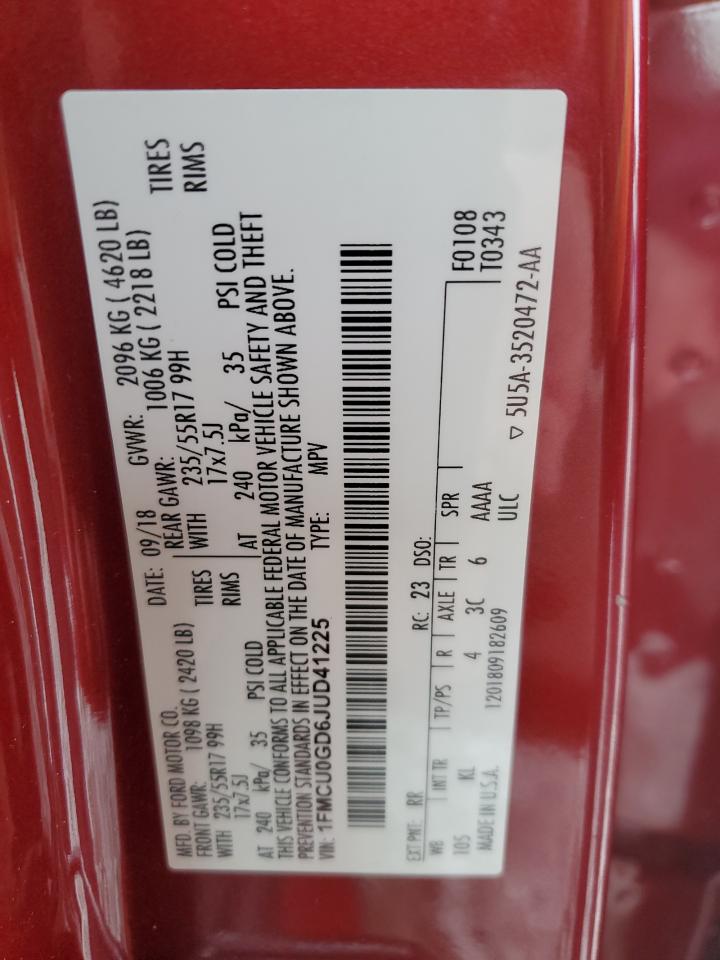 MFD. BY FORD MOTOR CO.
DATE: 09/18 GVWR: 2096 KG ( 4620 LB)
FRONT GAWR: 1098 KG ( 2420 LB) REAR GAWR: 1006 KG ( 2218 LB)
WITH 235/55R17 99H TIRES WITH 235/55R17 99H TIRES
17x7.5J RIMS 17x7.5J RIMS
AT 240 kPa/ 35 PSI COLD AT 240 kPa/ 35 PSI COLD
THIS VEHICLE CONFORMS TO ALL APPLICABLE FEDERAL MOTOR VEHICLE SAFETY AND THEFT
PREVENTION STANDARDS IN EFFECT ON THE DATE OF MANUFACTURE SHOWN ABOVE.
VIN: 1FMCU0GD6JUD41225 TYPE: MPV
EXT PNT: RR RC: 23 DSO: F0108
WB INT TR TP/PS R AXLE TR SPR T0343
105 KL 4 3C 6 AAAA
ULC
MADE IN U.S.A. 1201809182609 ▽ 5U5A-3520472-AA